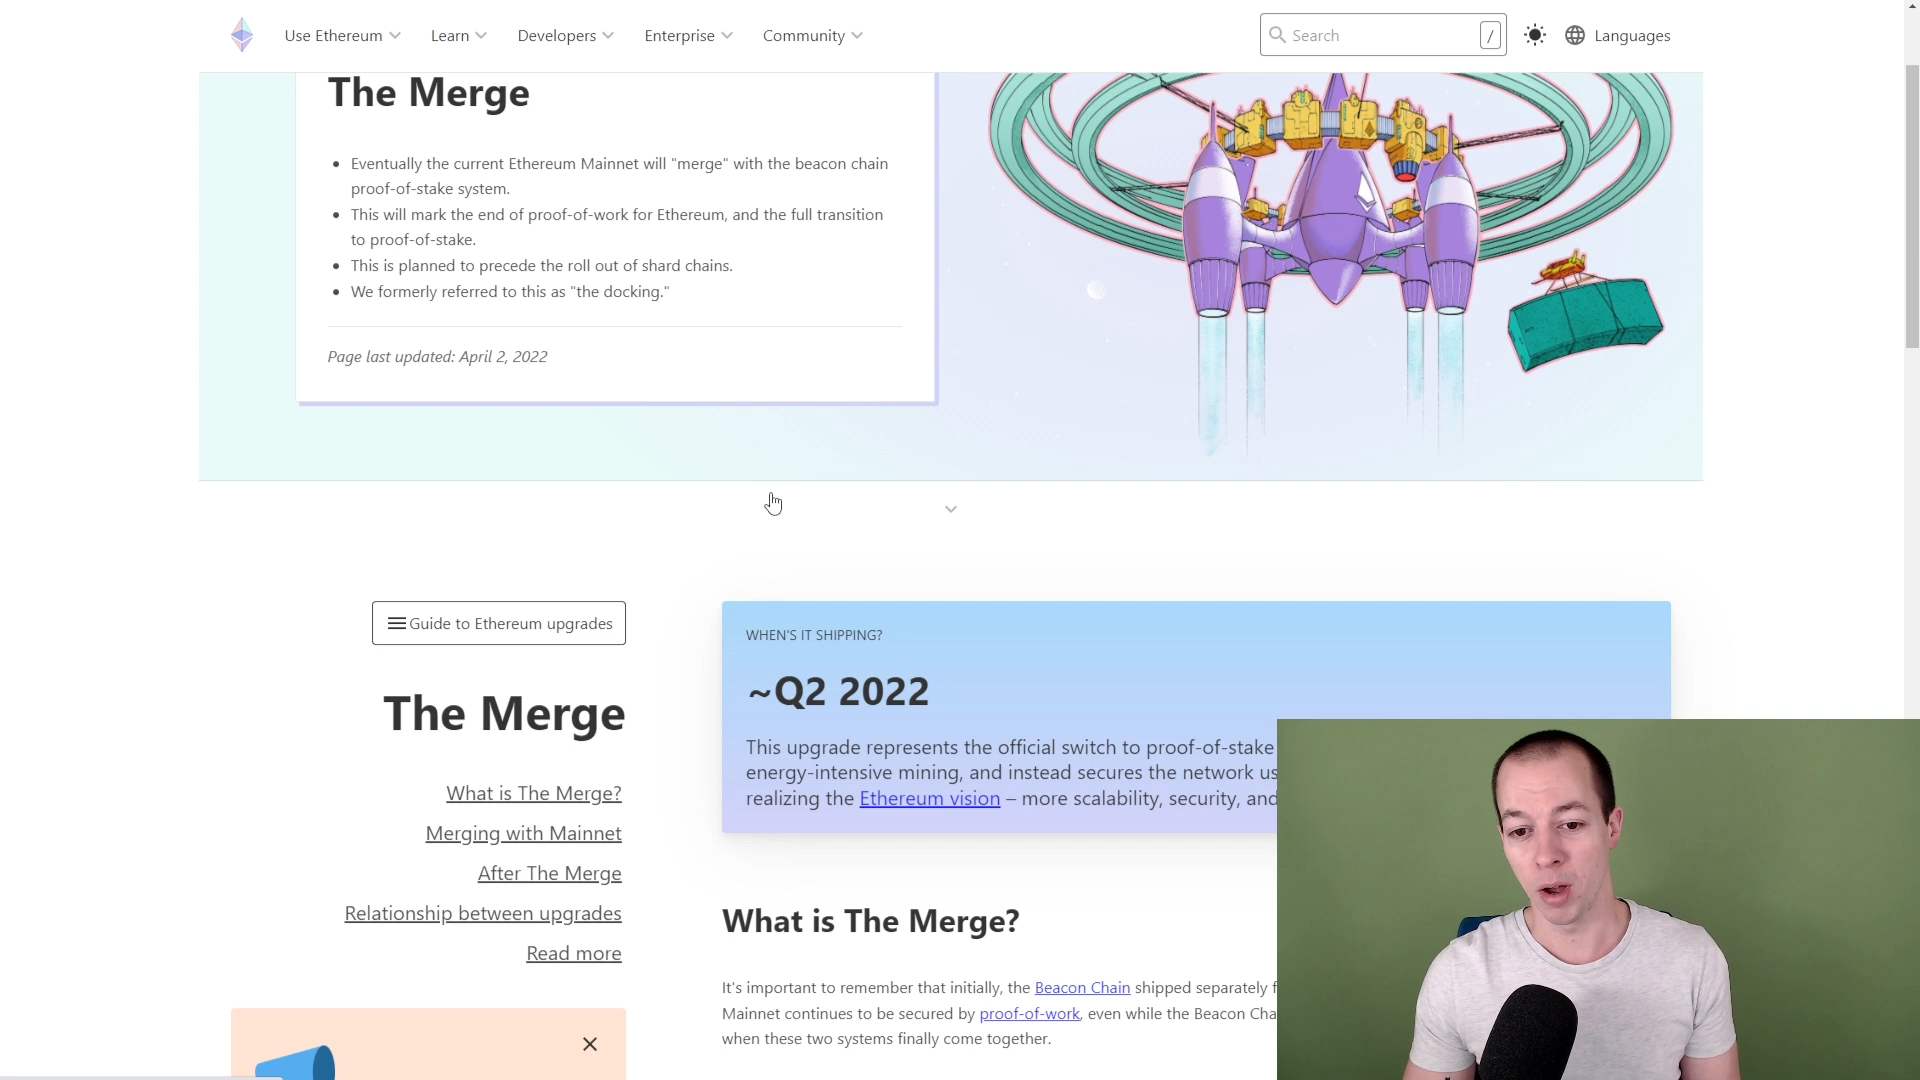 Use Ethereum
Learn
Developers
Enterprise
Community
Search
/
Languages
The Merge
Eventually the current Ethereum Mainnet will "merge" with the beacon chain
proof-of-stake system.
This will mark the end of proof-of-work for Ethereum, and the full transition
to proof-of-stake.
This is planned to precede the roll out of shard chains.
We formerly referred to this as "the docking."
Page last updated: April 2, 2022
Guide to Ethereum upgrades
The Merge
What is The Merge?
Merging with Mainnet
After The Merge
Relationship between upgrades
Read more
WHEN'S IT SHIPPING?
~Q2 2022
This upgrade represents the official switch to proof-of-stake
energy-intensive mining, and instead secures the network us
realizing the Ethereum vision – more scalability, security, and
What is The Merge?
It's important to remember that initially, the Beacon Chain shipped separately f
Mainnet continues to be secured by proof-of-work, even while the Beacon Cha
when these two systems finally come together.